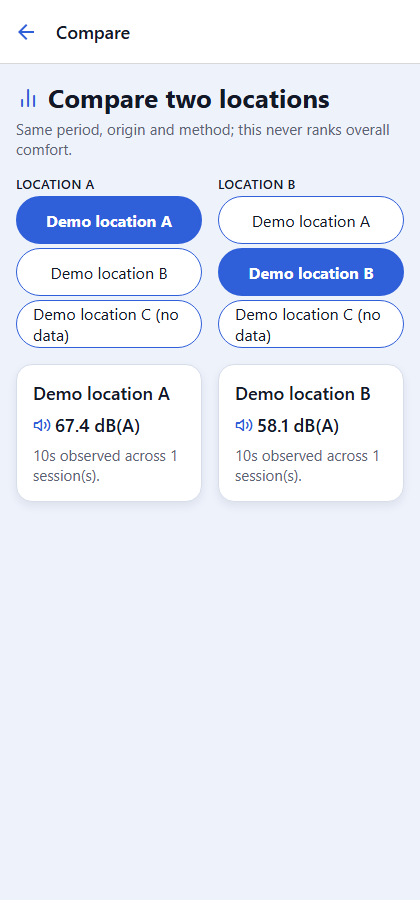 Compare
Compare two locations
Same period, origin and method; this never ranks overall
comfort.
LOCATION A
Demo location A
Demo location B
Demo location C (no
data)
LOCATION B
Demo location A
Demo location B
Demo location C (no
data)
Demo location A
67.4 dB(A)
10s observed across 1
session(s).
Demo location B
58.1 dB(A)
10s observed across 1
session(s).